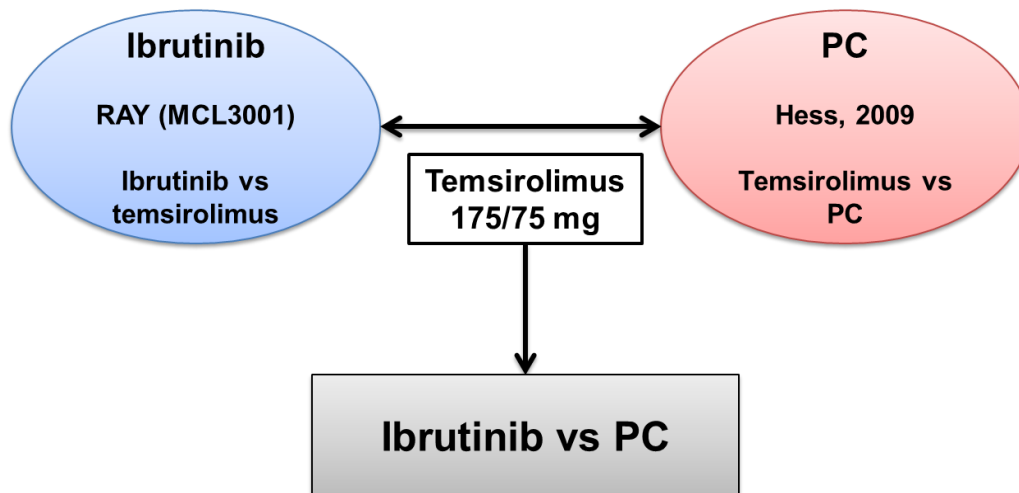 Ibrutinib
RAY (MCL3001)
Ibrutinib vs
temsirolimus
Temsirolimus
175/75 mg
PC
Hess, 2009
Temsirolimus vs
PC
Ibrutinib vs PC